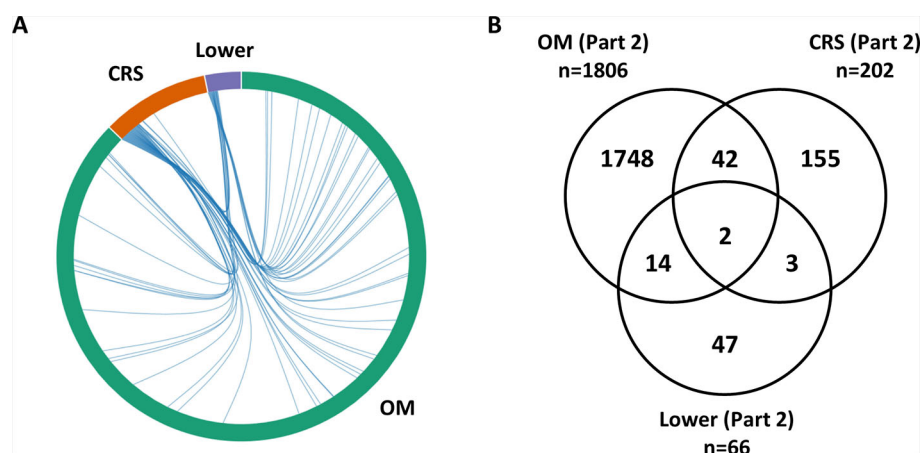 A
CRS
Lower
OM
B
OM (Part 2)
n=1806
CRS (Part 2)
n=202
1748
42
155
2
14
3
47
Lower (Part 2)
n=66